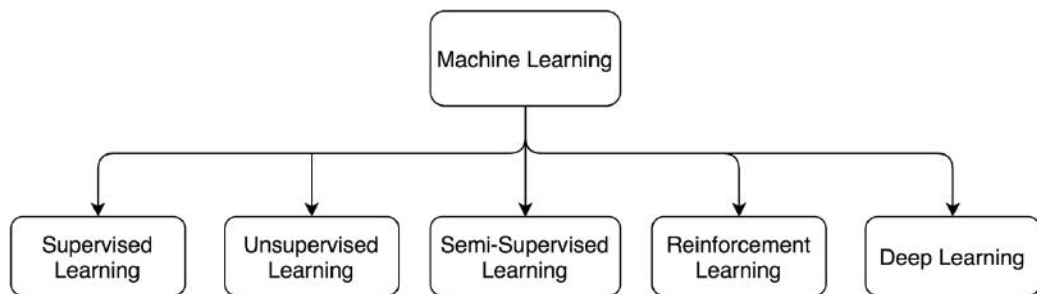 Machine Learning
Supervised
Learning
Unsupervised
Learning
Semi-Supervised
Learning
Reinforcement
Learning
Deep Learning